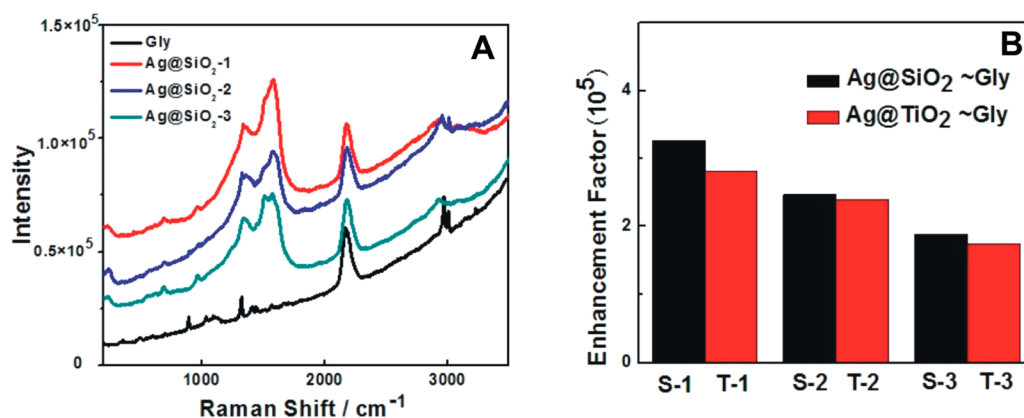 A
1.5×10⁵
1.0×10⁵
5.0×10⁵
0
Intensity
Gly
Ag@SiO₂-1
Ag@SiO₂-2
Ag@SiO₂-3
1000 2000 3000
Raman Shift / cm⁻¹
B
Enhancement Factor (10⁵)
4
2
0
Ag@SiO₂ ~Gly
Ag@TiO₂ ~Gly
S-1 T-1 S-2 T-2 S-3 T-3